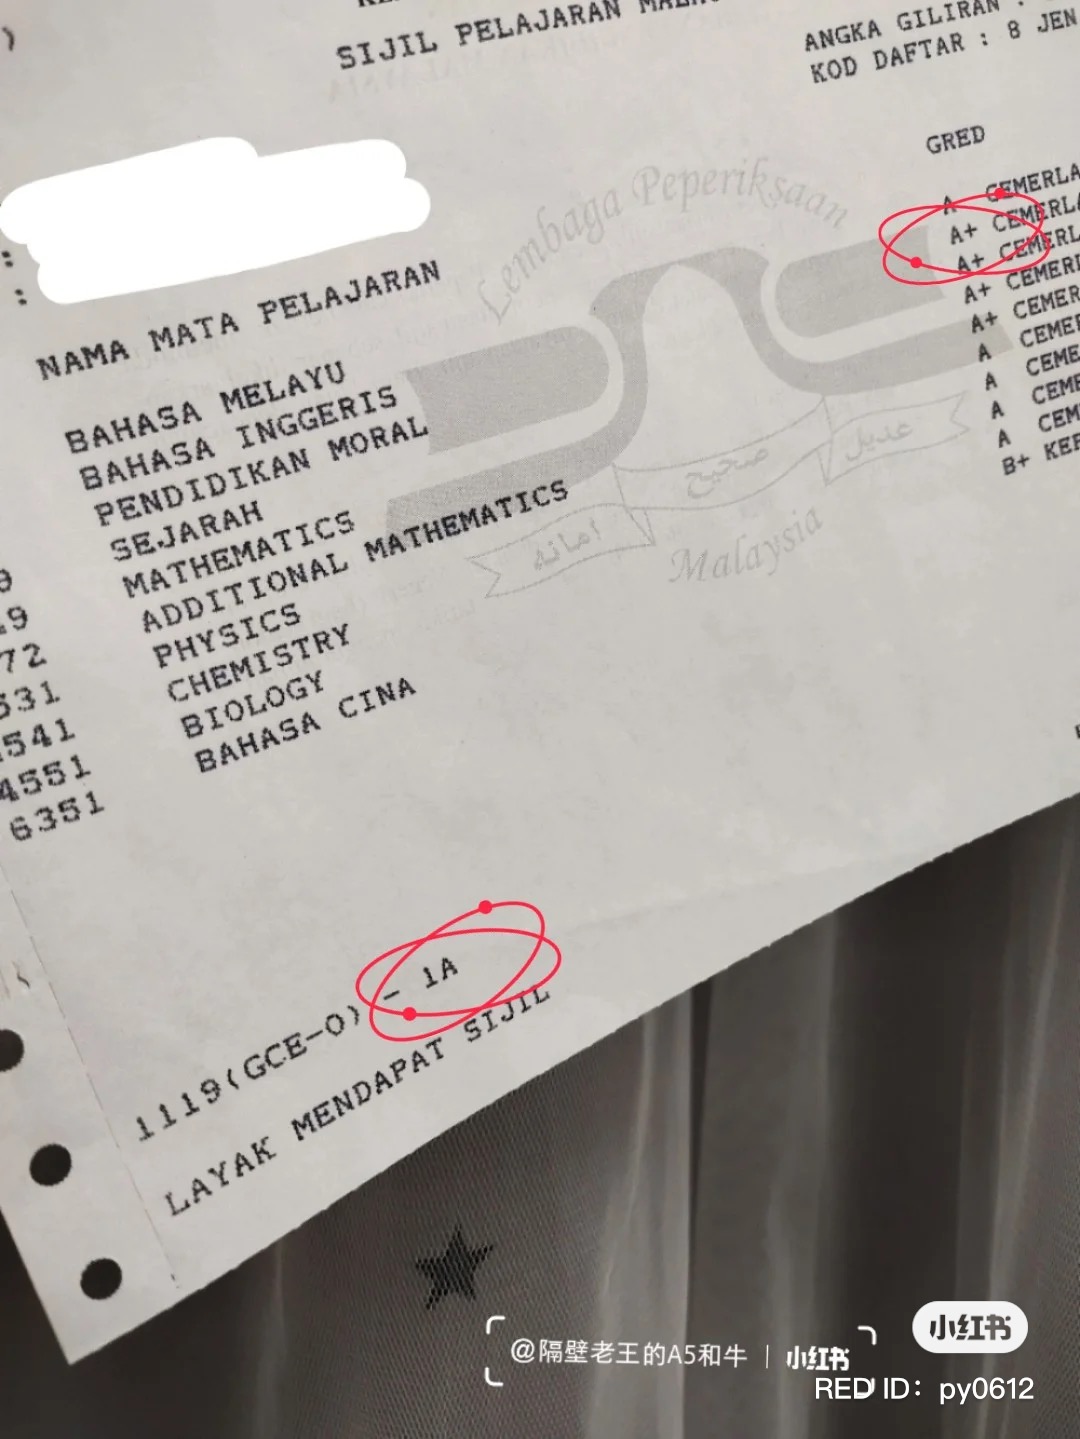 )
SIJIL PELAJARAN
ANGKA GILIRAN :
KOD DAFTAR : 8 JEN
:
:
NAMA MATA PELAJARAN
GRED
BAHASA MELAYU
A
BAHASA INGGERIS
A+
PENDIDIKAN MORAL
A+
SEJARAH
A+
MATHEMATICS
A+
ADDITIONAL MATHEMATICS
A
PHYSICS
A
CHEMISTRY
A
BIOLOGY
A
BAHASA CINA
B+
72
4551
6351
Lembaga Peperiksaan
امانه
صحيح
عديل
Malaysia
1119(GCE-O) - 1A
LAYAK MENDAPAT SIJIL
@隔壁老王的A5和牛 | 小红书
小红书
RED ID: py0612